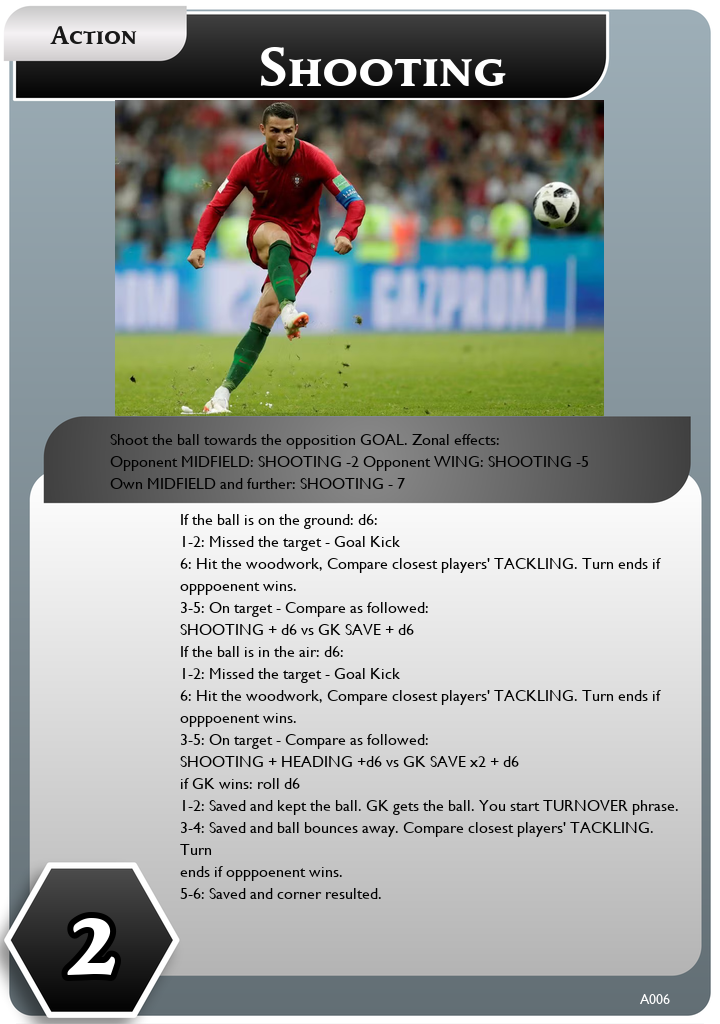 Action
Shooting
7
OM
GAZPROM
Shoot the ball towards the opposition GOAL. Zonal effects:
Opponent MIDFIELD: SHOOTING -2 Opponent WING: SHOOTING -5
Own MIDFIELD and further: SHOOTING - 7
If the ball is on the ground: d6:
1-2: Missed the target - Goal Kick
6: Hit the woodwork, Compare closest players' TACKLING. Turn ends if
opppoenent wins.
3-5: On target - Compare as followed:
SHOOTING + d6 vs GK SAVE + d6
If the ball is in the air: d6:
1-2: Missed the target - Goal Kick
6: Hit the woodwork, Compare closest players' TACKLING. Turn ends if
opppoenent wins.
3-5: On target - Compare as followed:
SHOOTING + HEADING +d6 vs GK SAVE x2 + d6
if GK wins: roll d6
1-2: Saved and kept the ball. GK gets the ball. You start TURNOVER phrase.
3-4: Saved and ball bounces away. Compare closest players' TACKLING.
Turn
ends if opppoenent wins.
5-6: Saved and corner resulted.
2
A006